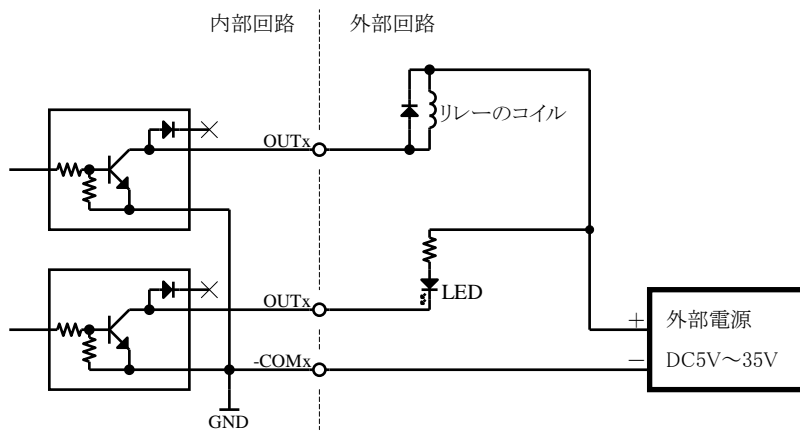 内部回路
外部回路
リレーのコイル
OUTx
LED
OUTx
+
外部電源
-COMx
−
DC5V～35V
GND